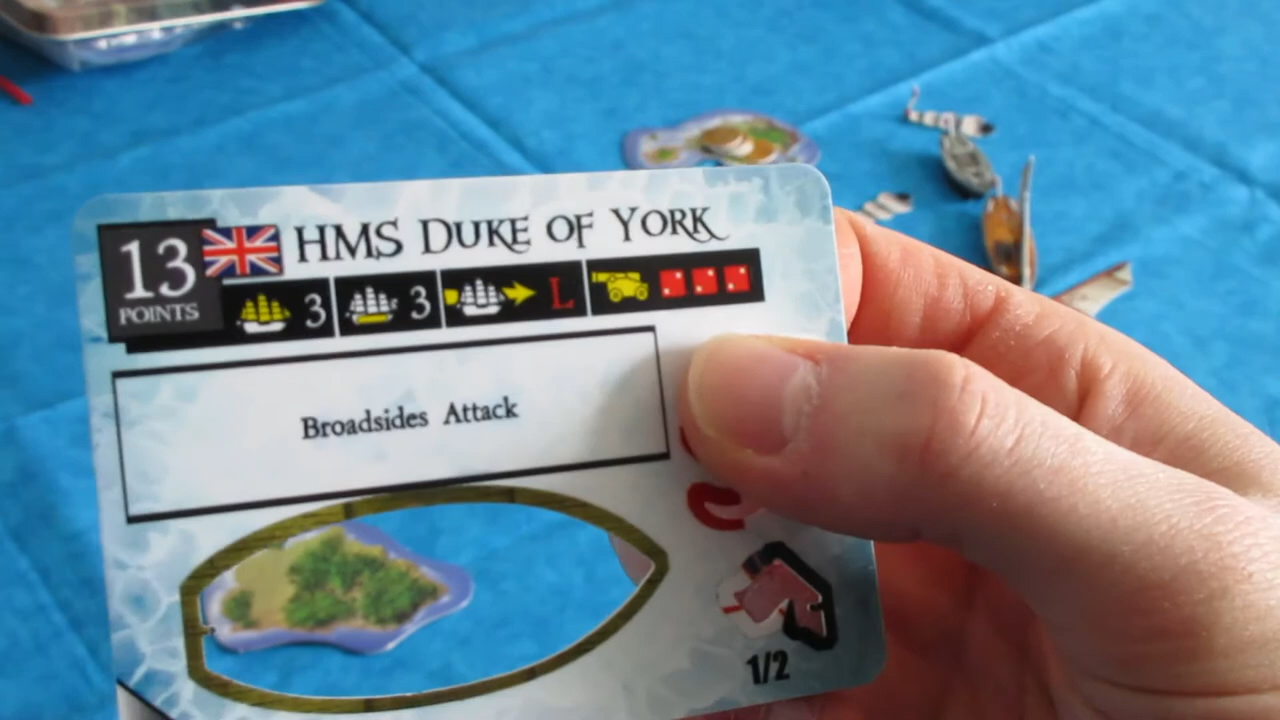 HMS DUKE OF YORK
13
POINTS
3 3 L
Broadsides Attack
1/2